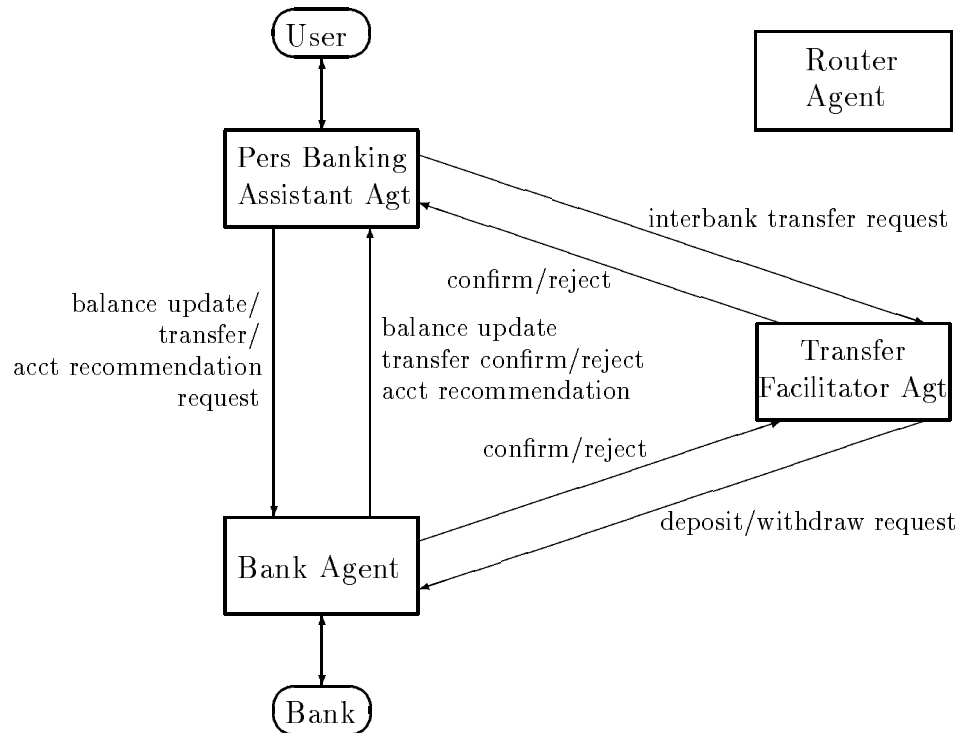 User
Router
Agent
Pers Banking
Assistant Agt
interbank transfer request
confirm/reject
balance update/
transfer/
acct recommendation
request
balance update
transfer confirm/reject
acct recommendation
Transfer
Facilitator Agt
confirm/reject
deposit/withdraw request
Bank Agent
Bank